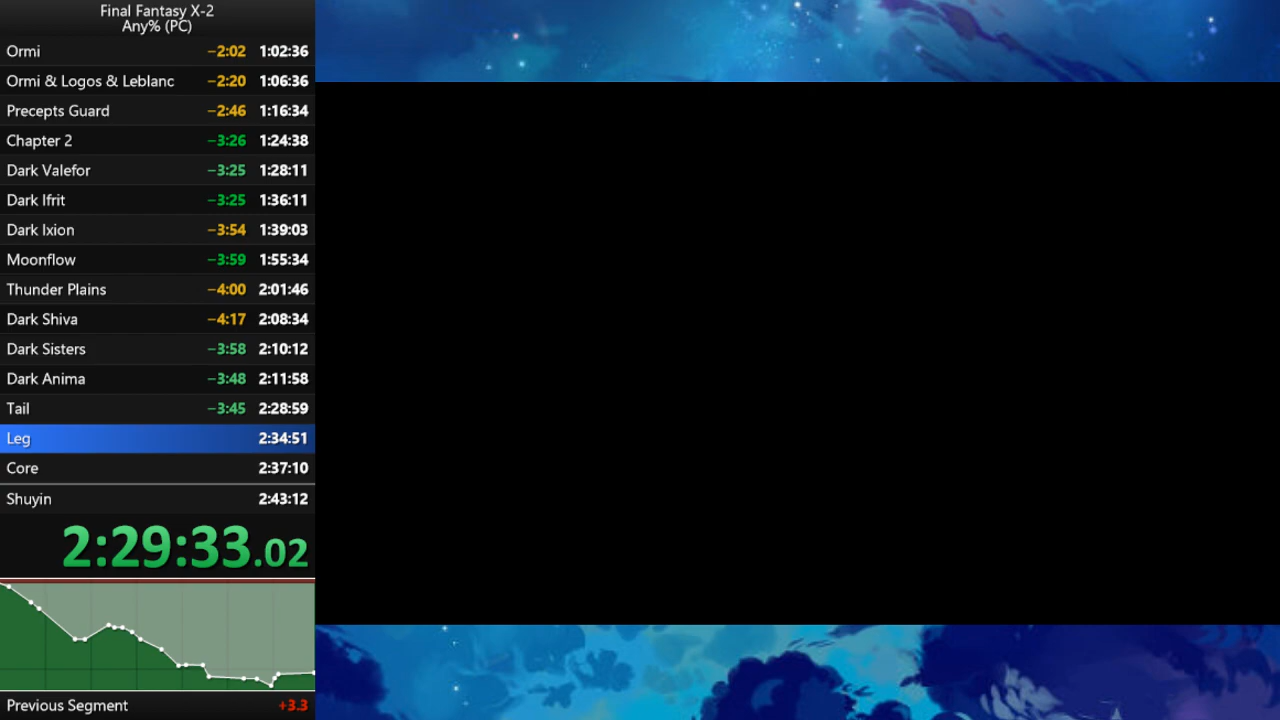 Final Fantasy X-2
Any% (PC)
Ormi −2:02 1:02:36
Ormi & Logos & Leblanc −2:20 1:06:36
Precepts Guard −2:46 1:16:34
Chapter 2 −3:26 1:24:38
Dark Valefor −3:25 1:28:11
Dark Ifrit −3:25 1:36:11
Dark Ixion −3:54 1:39:03
Moonflow −3:59 1:55:34
Thunder Plains −4:00 2:01:46
Dark Shiva −4:17 2:08:34
Dark Sisters −3:58 2:10:12
Dark Anima −3:48 2:11:58
Tail −3:45 2:28:59
Leg 2:34:51
Core 2:37:10
Shuyin 2:43:12
2:29:33.02
Previous Segment +3.3